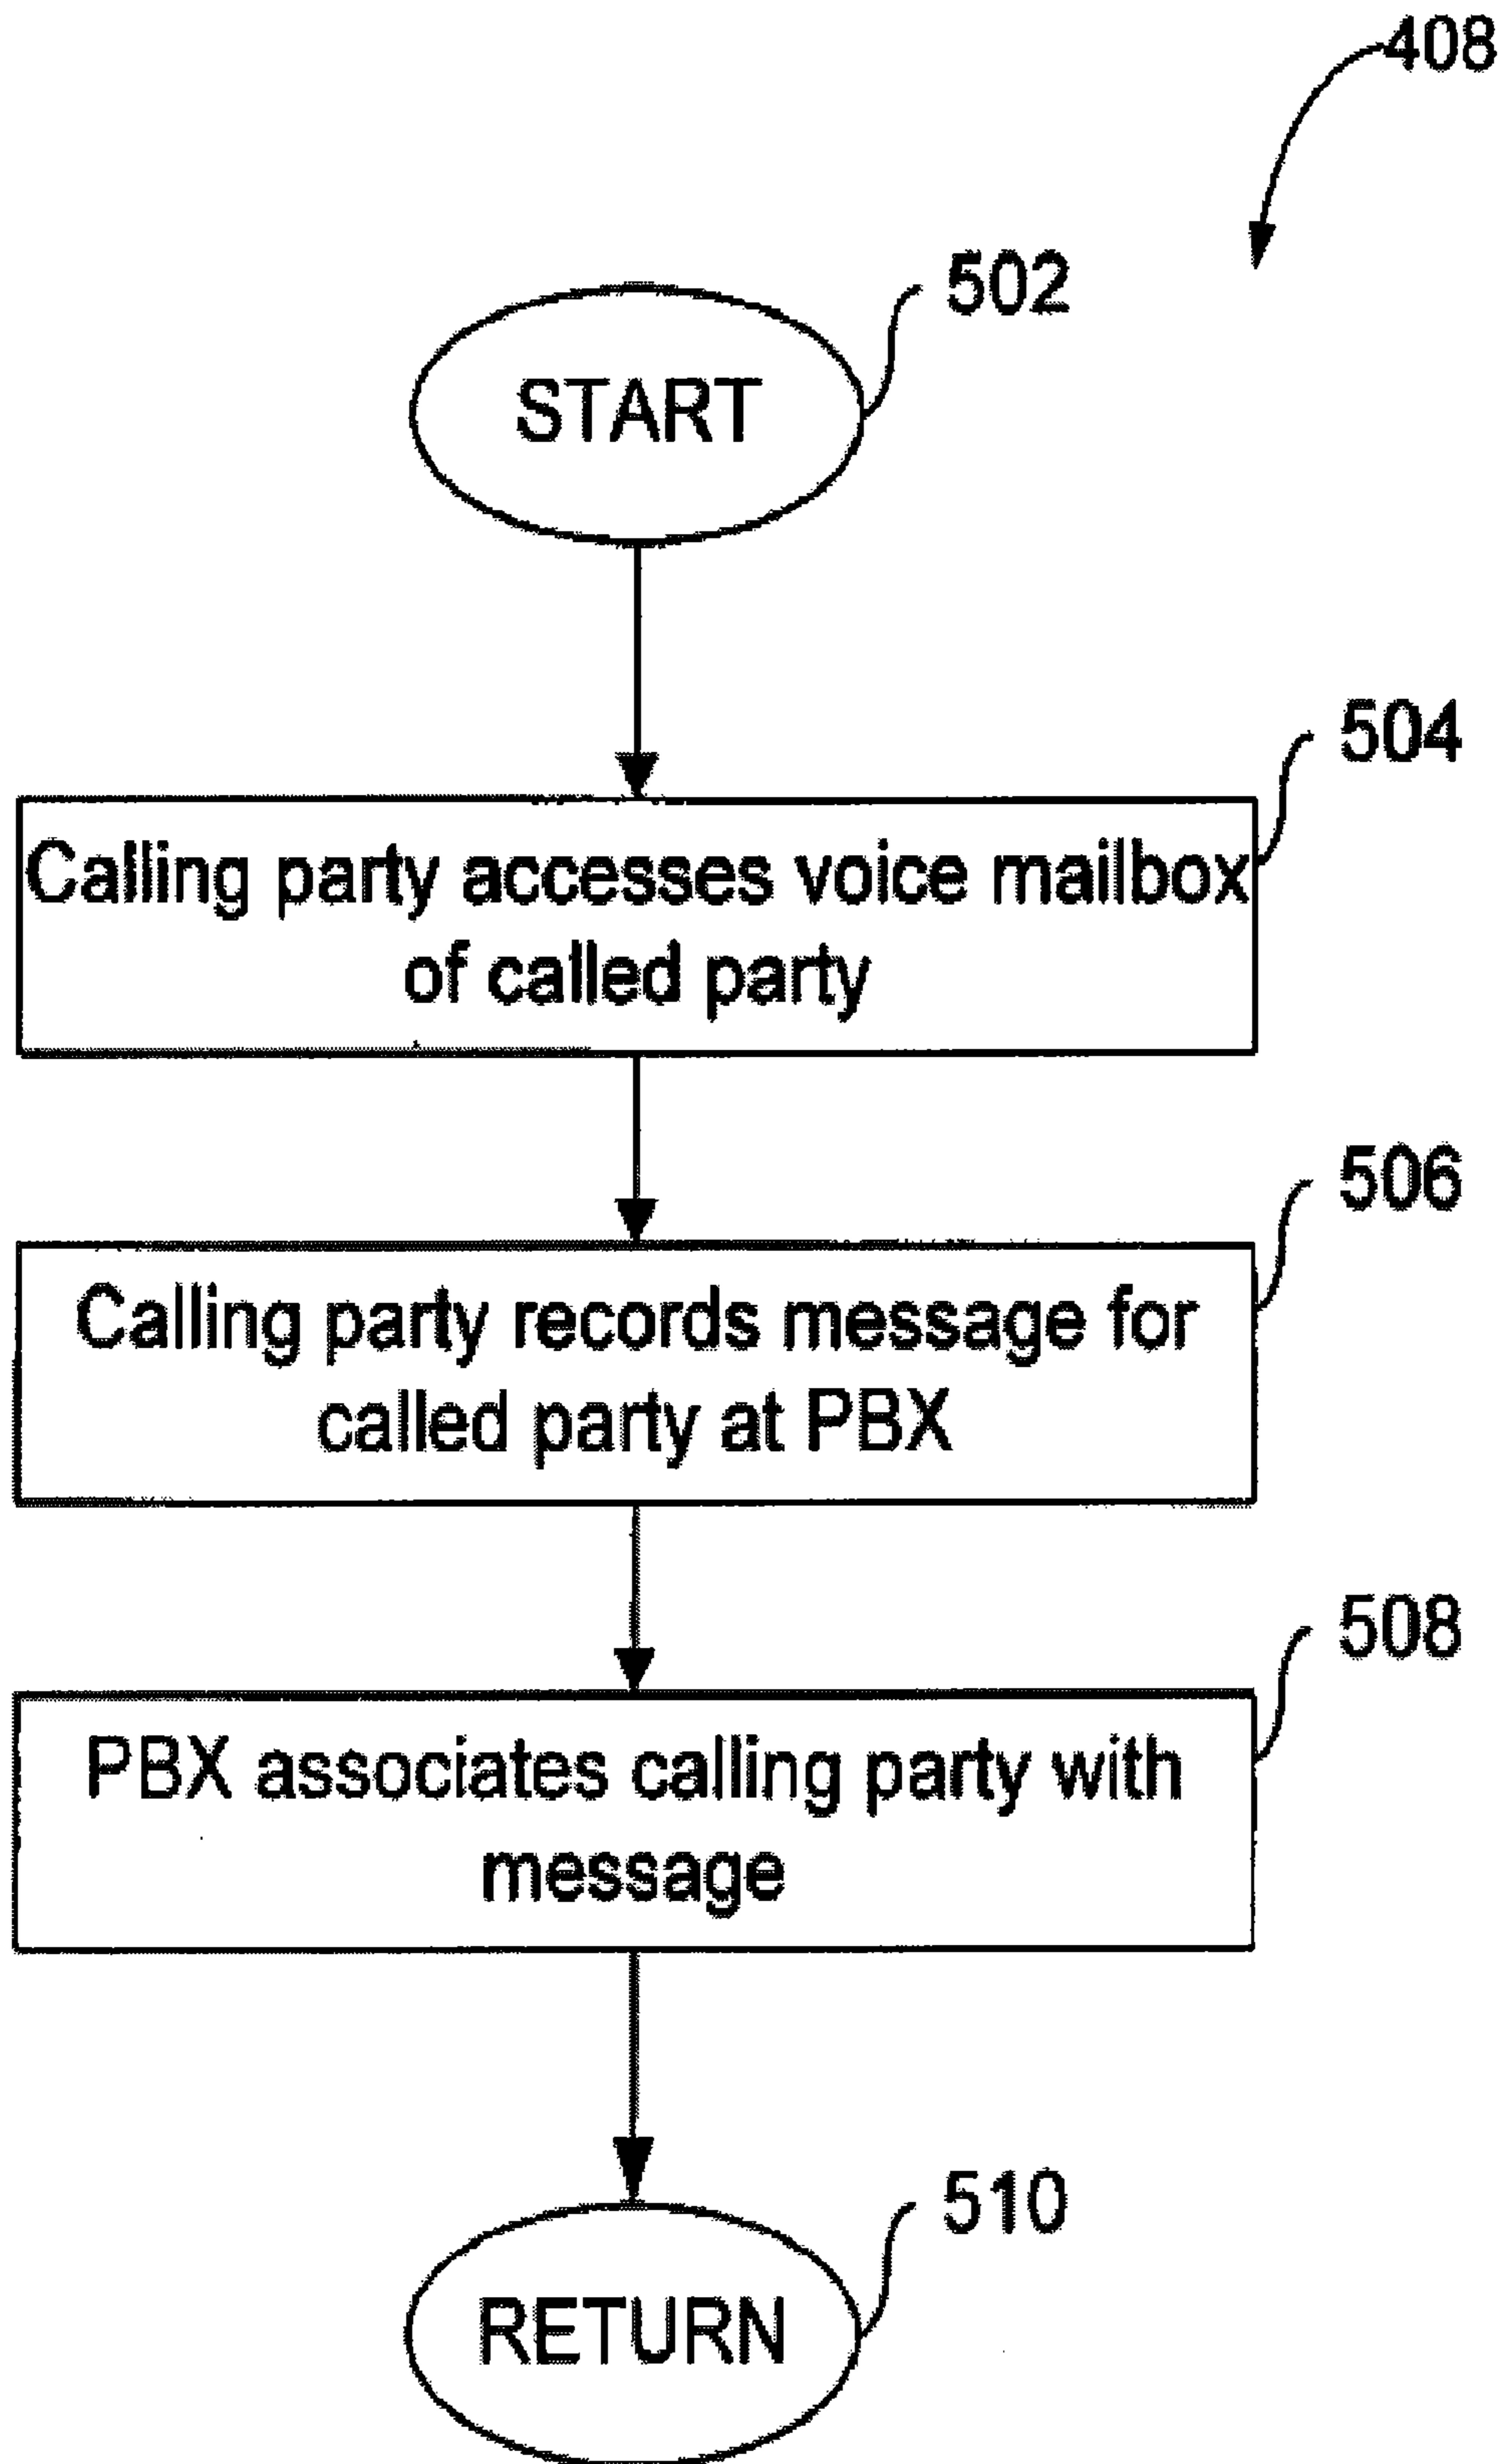 408
502
START
504
Calling party accesses voice mailbox
of called party
506
Calling party records message for
called party at PBX
508
PBX associates calling party with
message
510
RETURN